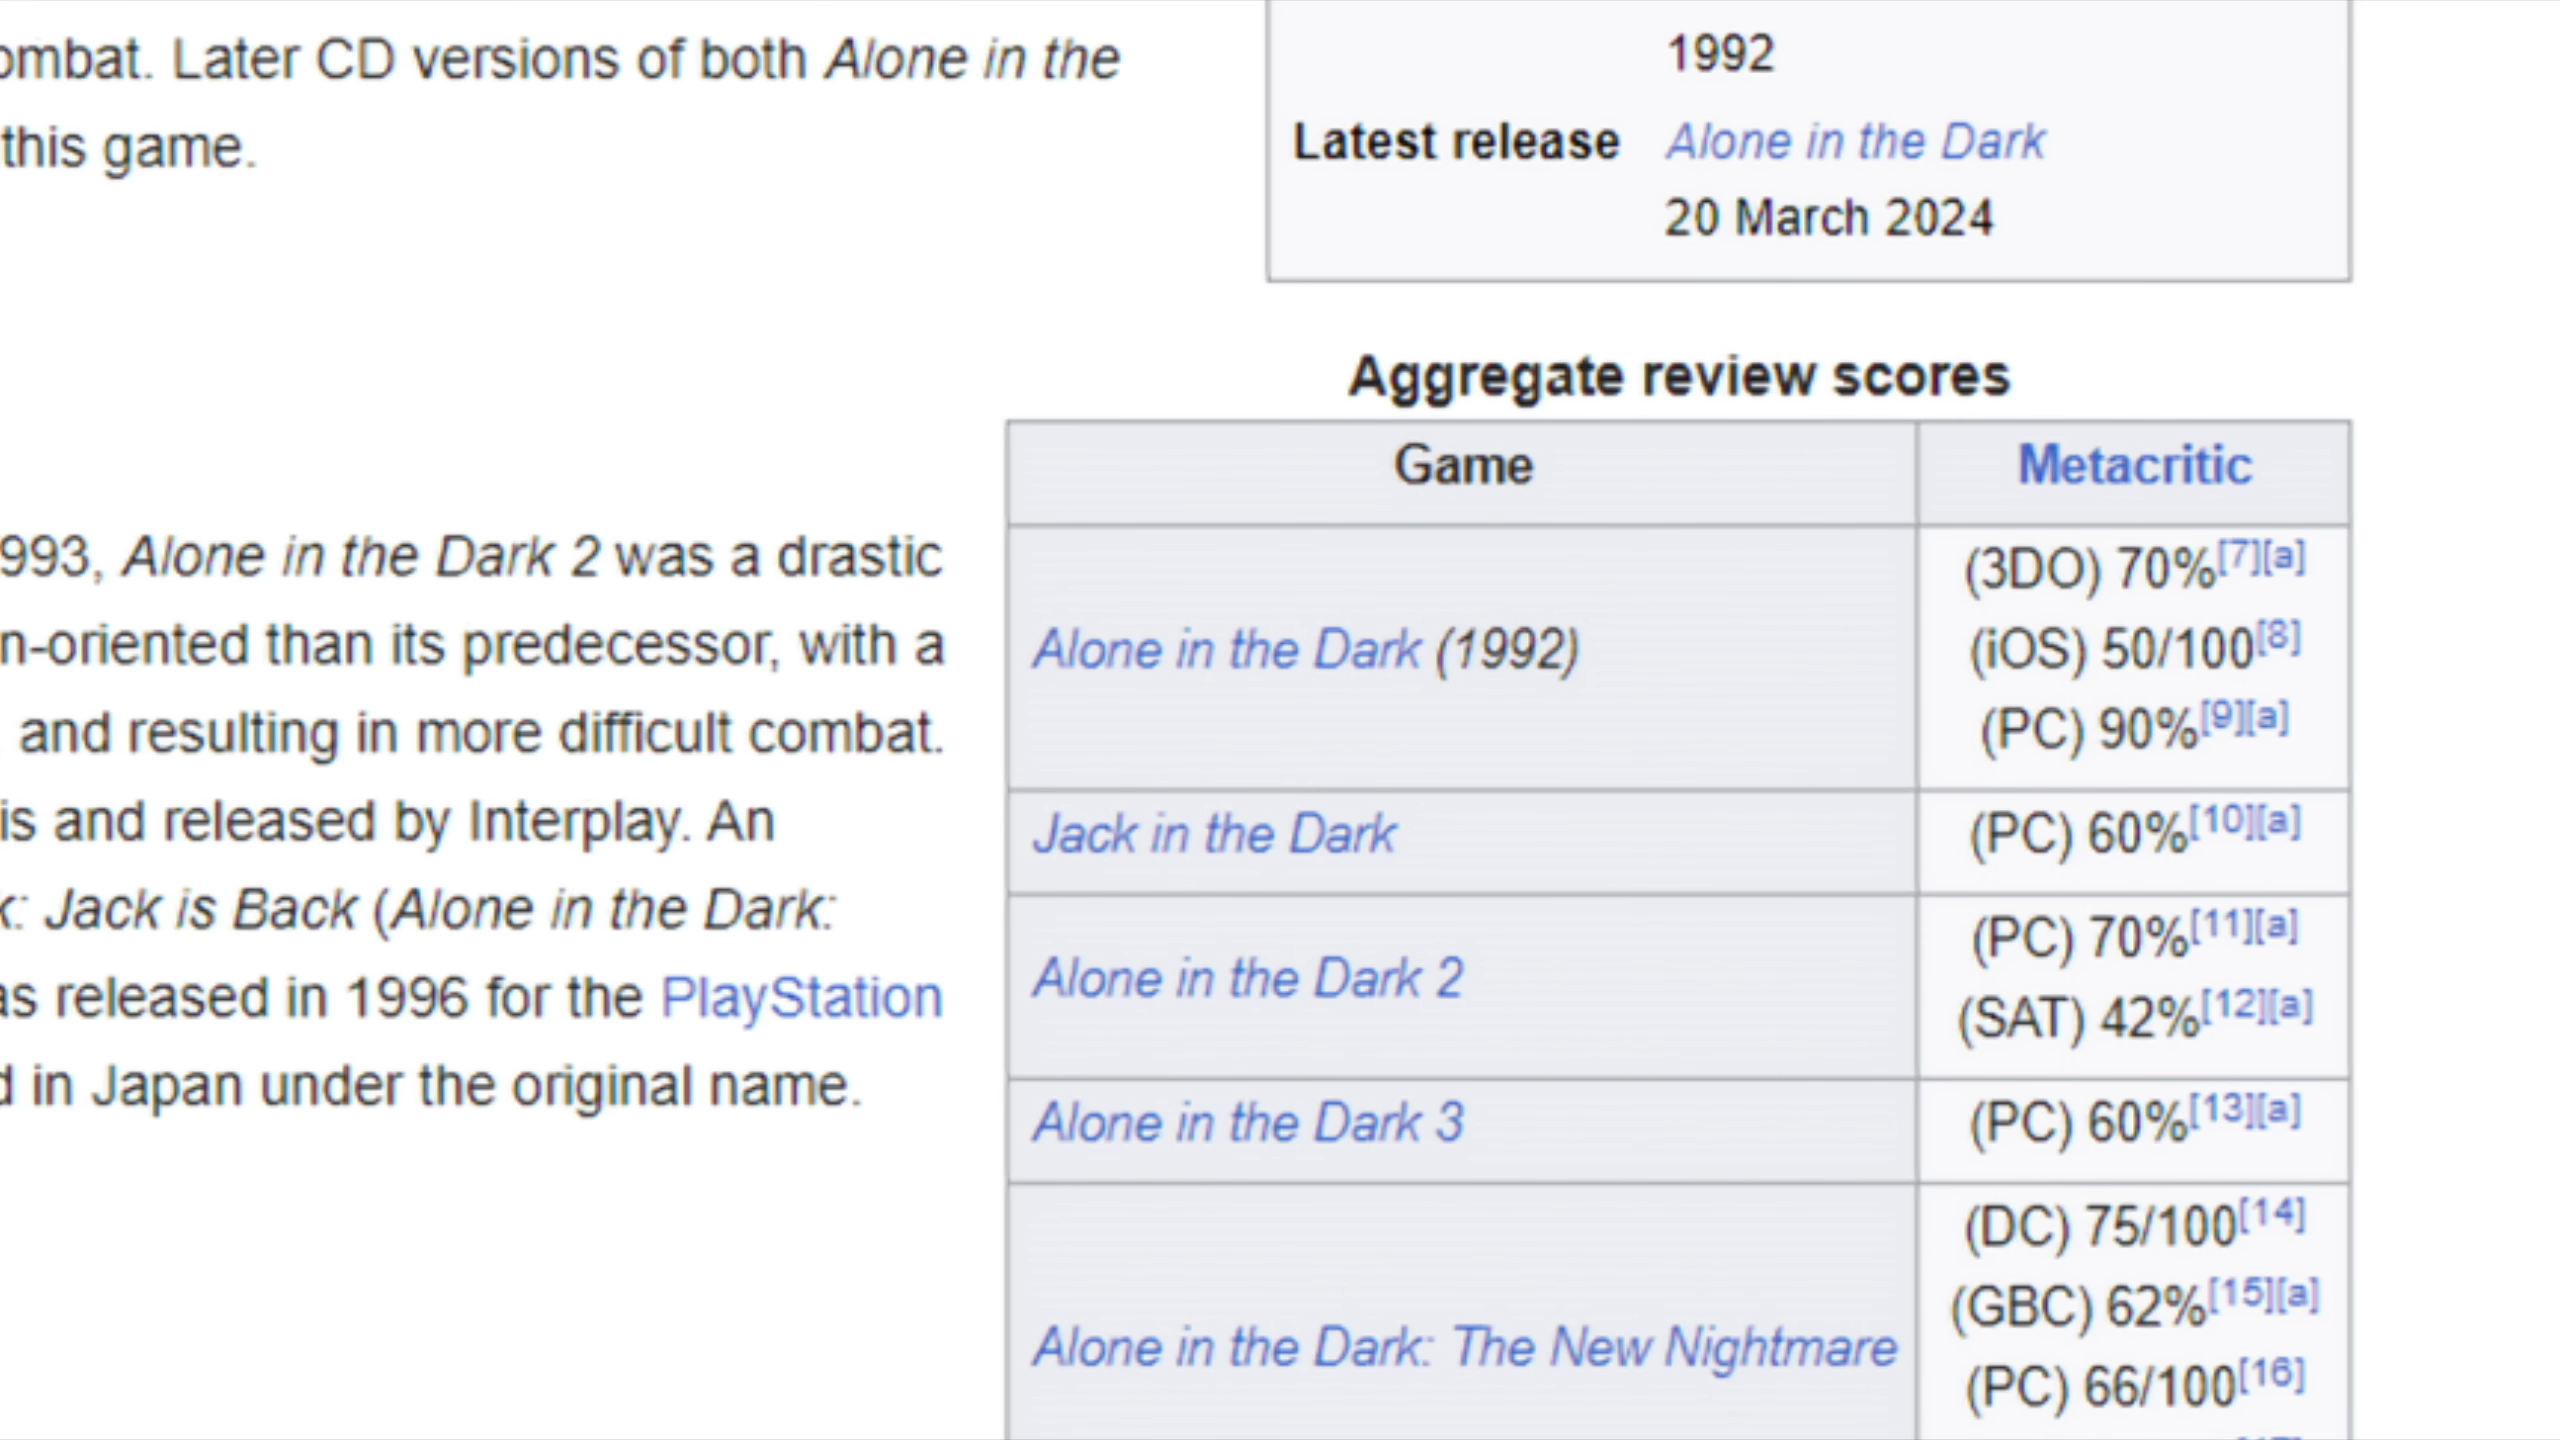 ombat. Later CD versions of both Alone in the
this game.
1992
Latest release Alone in the Dark
20 March 2024
993, Alone in the Dark 2 was a drastic
n-oriented than its predecessor, with a
and resulting in more difficult combat.
is and released by Interplay. An
k: Jack is Back (Alone in the Dark:
as released in 1996 for the PlayStation
d in Japan under the original name.
Aggregate review scores
Game Metacritic
Alone in the Dark (1992)
(3DO) 70%[7][a]
(iOS) 50/100[8]
(PC) 90%[9][a]
Jack in the Dark (PC) 60%[10][a]
Alone in the Dark 2
(PC) 70%[11][a]
(SAT) 42%[12][a]
Alone in the Dark 3 (PC) 60%[13][a]
Alone in the Dark: The New Nightmare
(DC) 75/100[14]
(GBC) 62%[15][a]
(PC) 66/100[16]